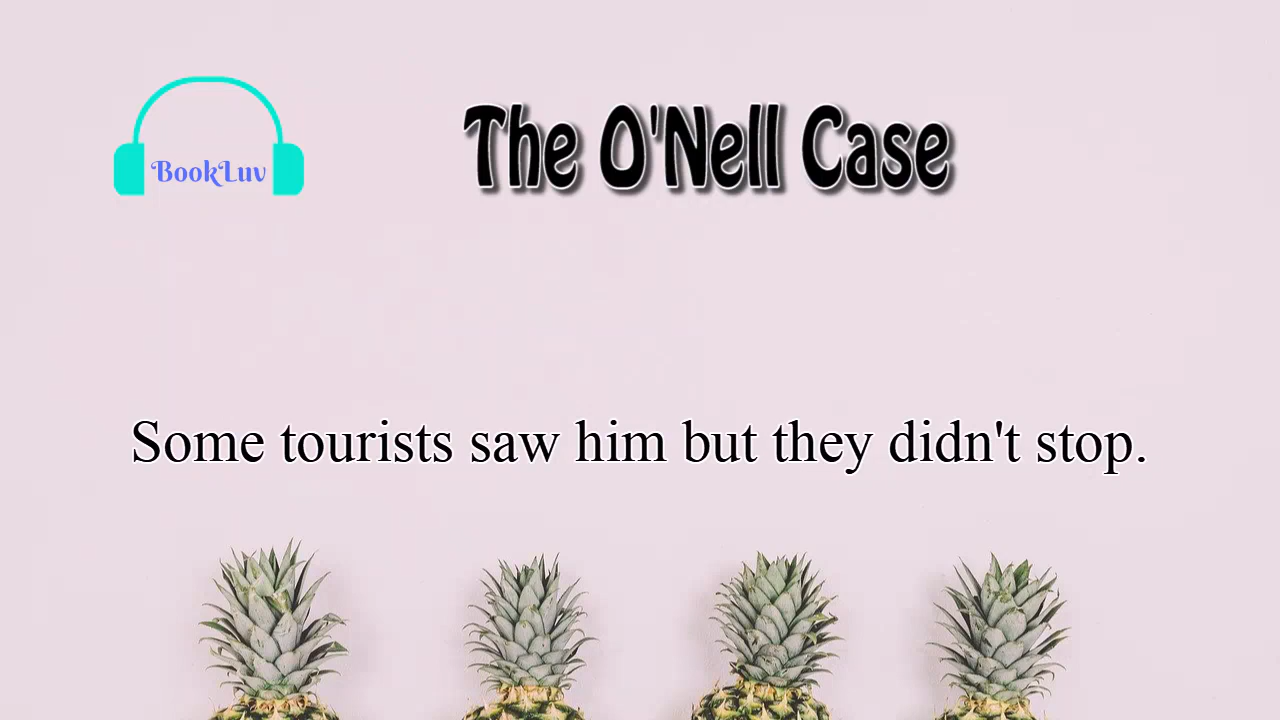 BookLuv
The O'Nell Case
Some tourists saw him but they didn't stop.